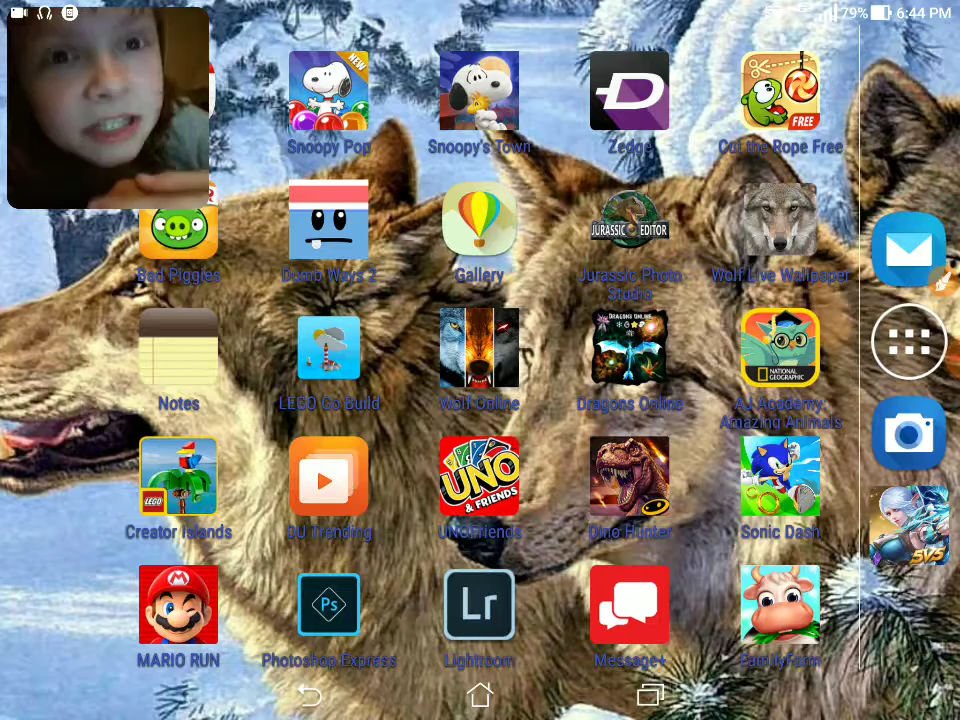 79% 6:44 PM
NEW
FREE
Snoopy Pop
Snoopy's Town
Zedge
Cut the Rope Free
JURASSIC EDITOR
Bad Piggies
Dumb Ways 2
Gallery
Jurassic Photo
Studio
Wolf Live Wallpaper
DRAGONS ONLINE
NATIONAL
GEOGRAPHIC
Notes
LEGO Go Build
Wolf Online
Dragons Online
AJ Academy:
Amazing Animals
LEGO
UNO
& FRIENDS
Creator Islands
DU Trending
UNOFriends
Dino Hunter
Sonic Dash
5V5
M
Ps
Lr
MARIO RUN
Photoshop Express
Lightroom
Message+
FamilyFarm